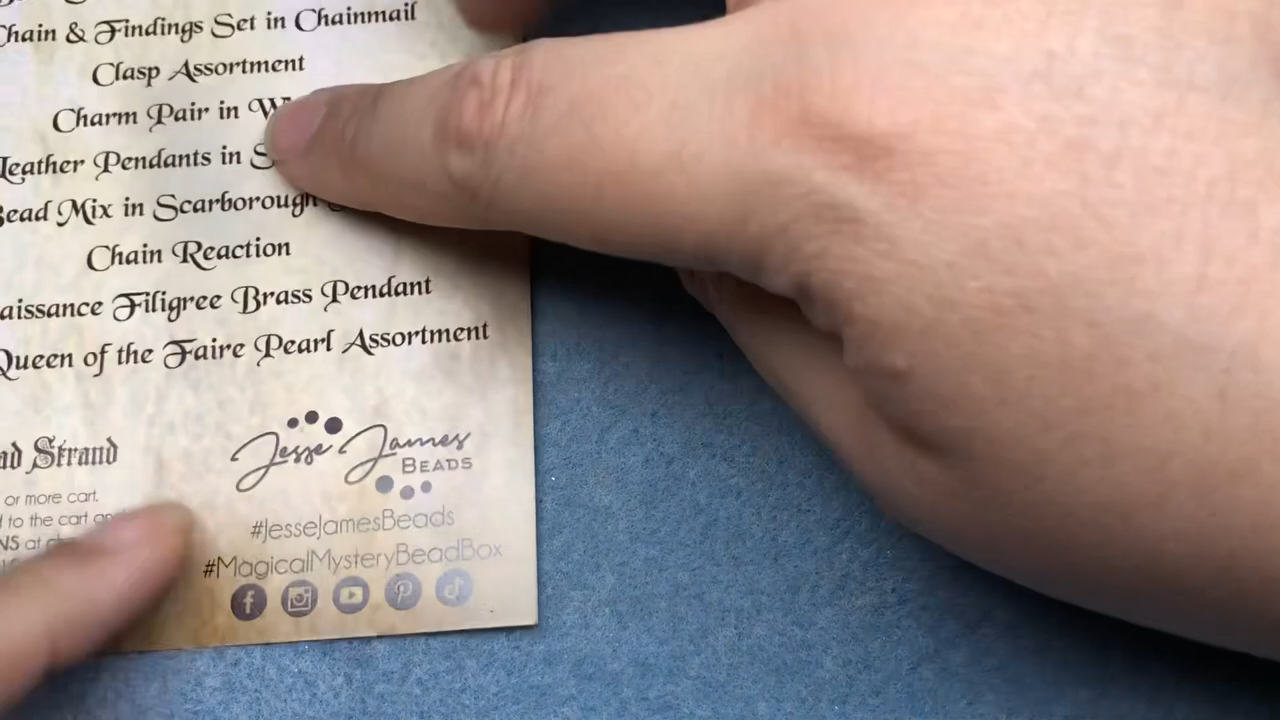 Chain & Findings Set in Chainmail
Clasp Assortment
Charm Pair in
Leather Pendants in
Bead Mix in Scarborough
Chain Reaction
aissance Filigree Brass Pendant
Queen of the Faire Pearl Assortment
ad Strand
Jesse James
BEADS
or more cart.
to the cart
NS at
#JesseJamesBeads
#MagicalMysteryBeadBox